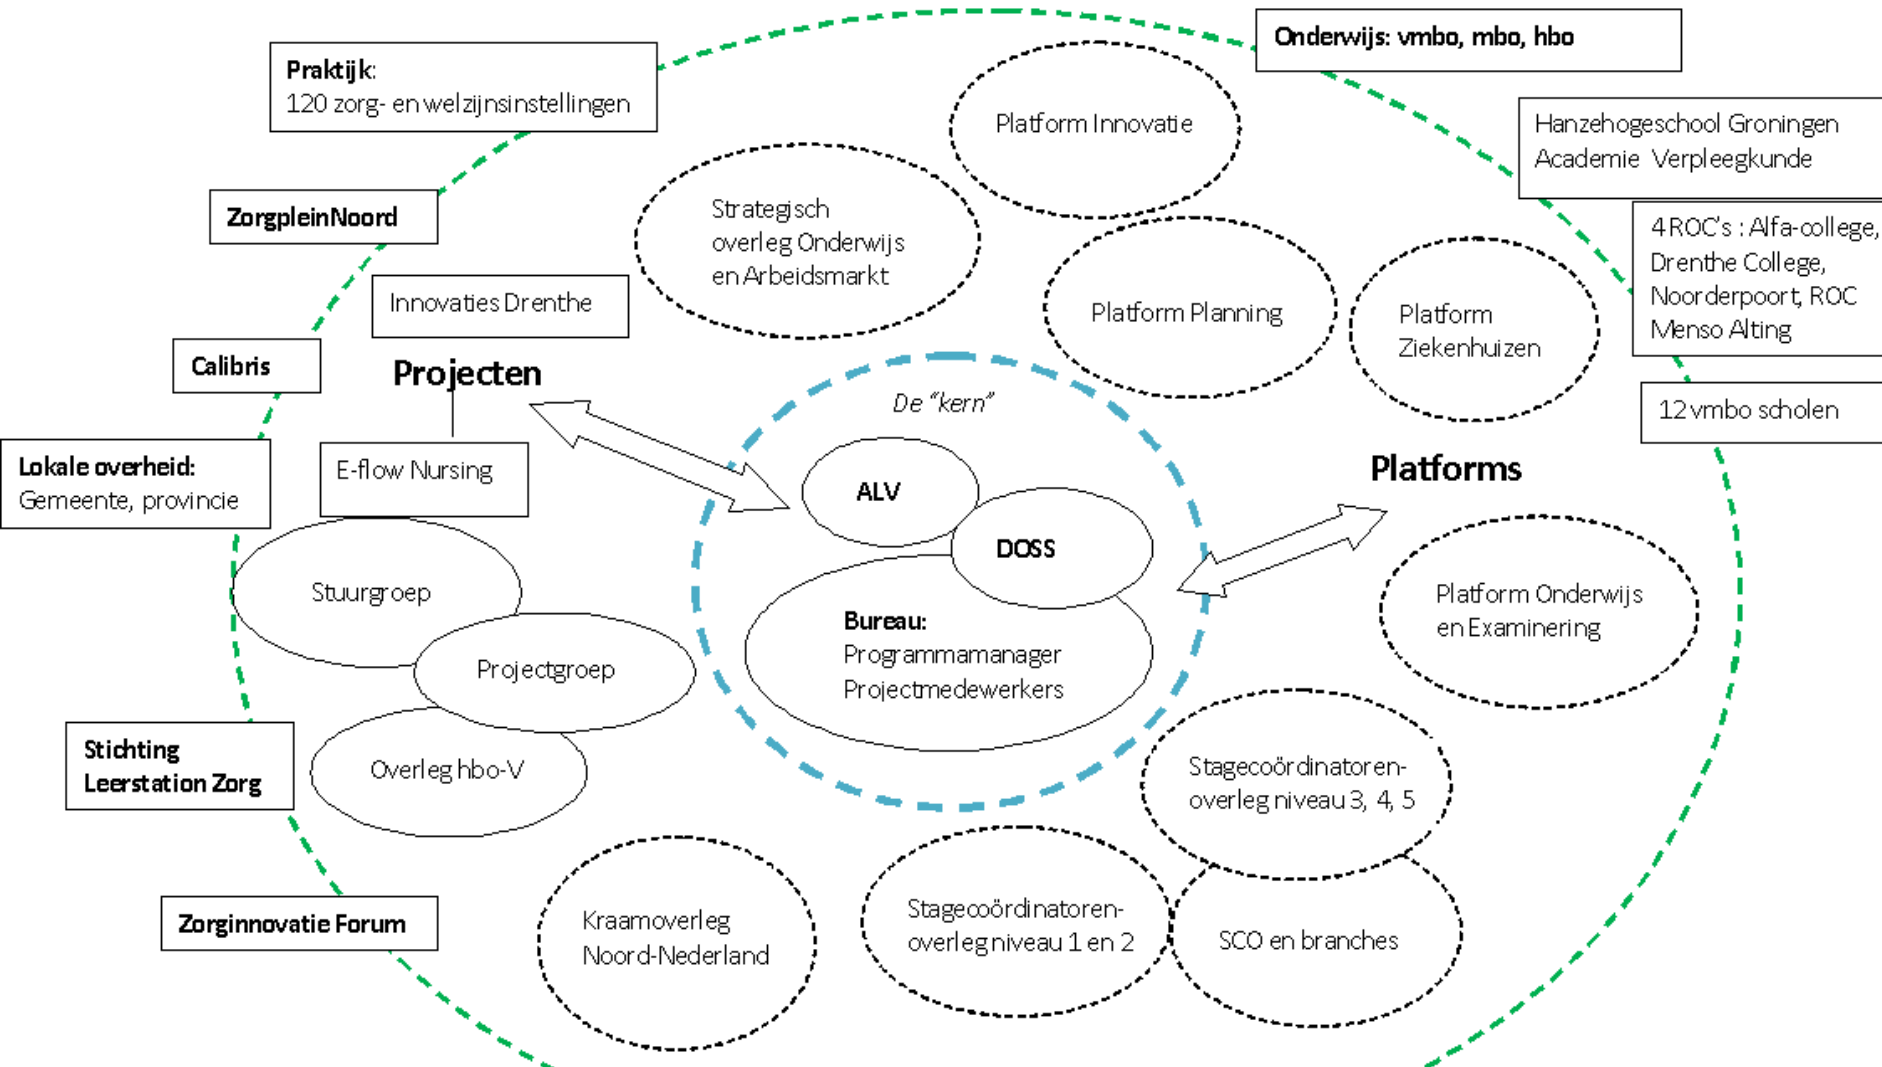 Praktijk:
120 zorg- en welzijnsinstellingen
Onderwijs: vmbo, mbo, hbo
Platform Innovatie
Hanzehogeschool Groningen
Academie Verpleegkunde
ZorgpleinNoord
Strategisch
overleg Onderwijs
en Arbeidsmarkt
4 ROC's : Alfa-college,
Drenthe College,
Noorderpoort, ROC
Menso Alting
Innovaties Drenthe
Platform Planning
Platform
Ziekenhuizen
Calibris
Projecten
De "kern"
12 vmbo scholen
Lokale overheid:
Gemeente, provincie
E-flow Nursing
ALV
Platforms
DOSS
Stuurgroep
Platform Onderwijs
en Examinering
Bureau:
Programmamanager
Projectmedewerkers
Projectgroep
Stichting
Leerstation Zorg
Overleg hbo-V
Stagecoördinatoren-
overleg niveau 3, 4, 5
Zorginnovatie Forum
Kraamoverleg
Noord-Nederland
Stagecoördinatoren-
overleg niveau 1 en 2
SCO en branches